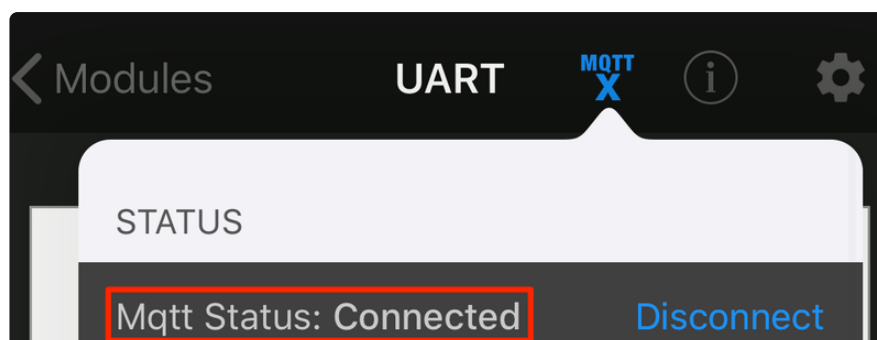 Modules UART MQTT X i
STATUS
Mqtt Status: Connected Disconnect